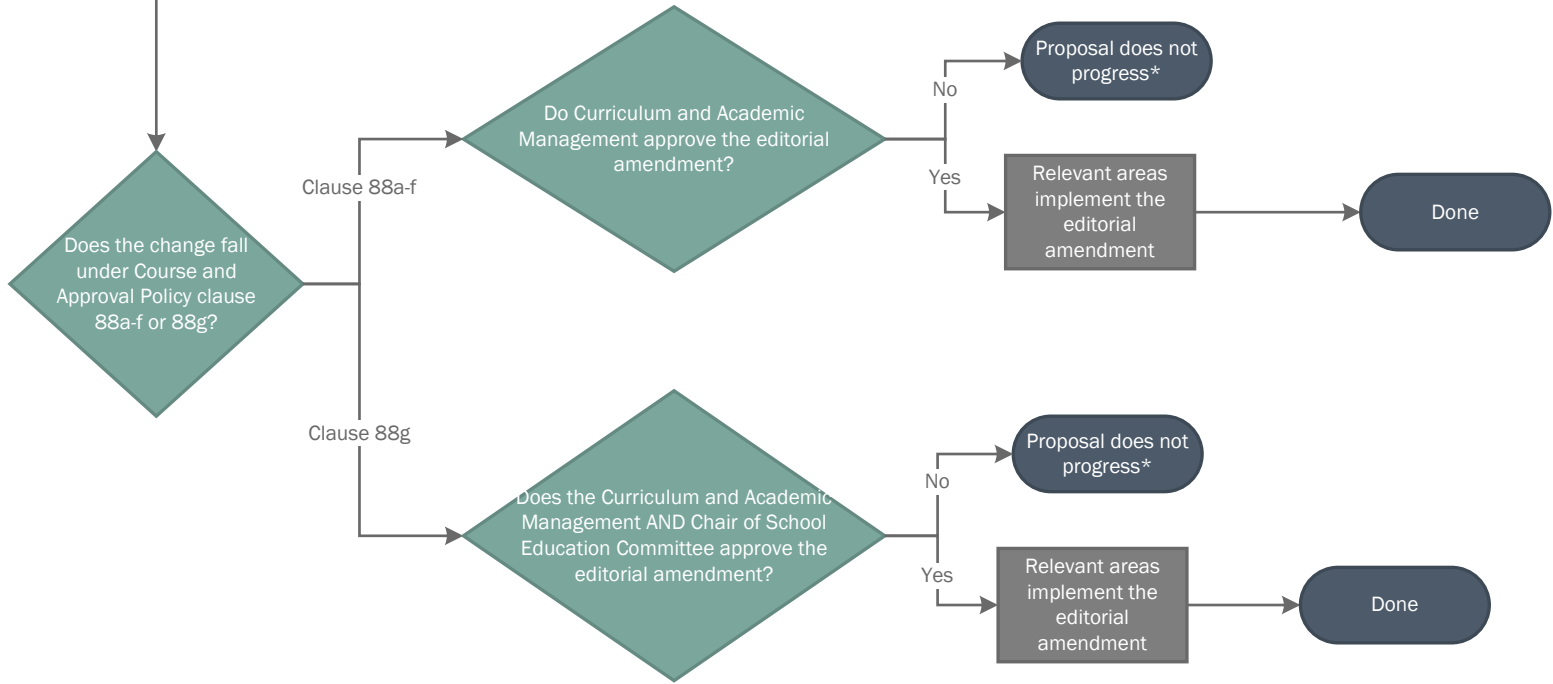 Does the change fall
under Course and
Approval Policy clause
88a-f or 88g?
Clause 88a-f
Do Curriculum and Academic
Management approve the editorial
amendment?
No
Proposal does not
progress*
Yes
Relevant areas
implement the
editorial
amendment
Done
Clause 88g
Does the Curriculum and Academic
Management AND Chair of School
Education Committee approve the
editorial amendment?
No
Proposal does not
progress*
Yes
Relevant areas
implement the
editorial
amendment
Done